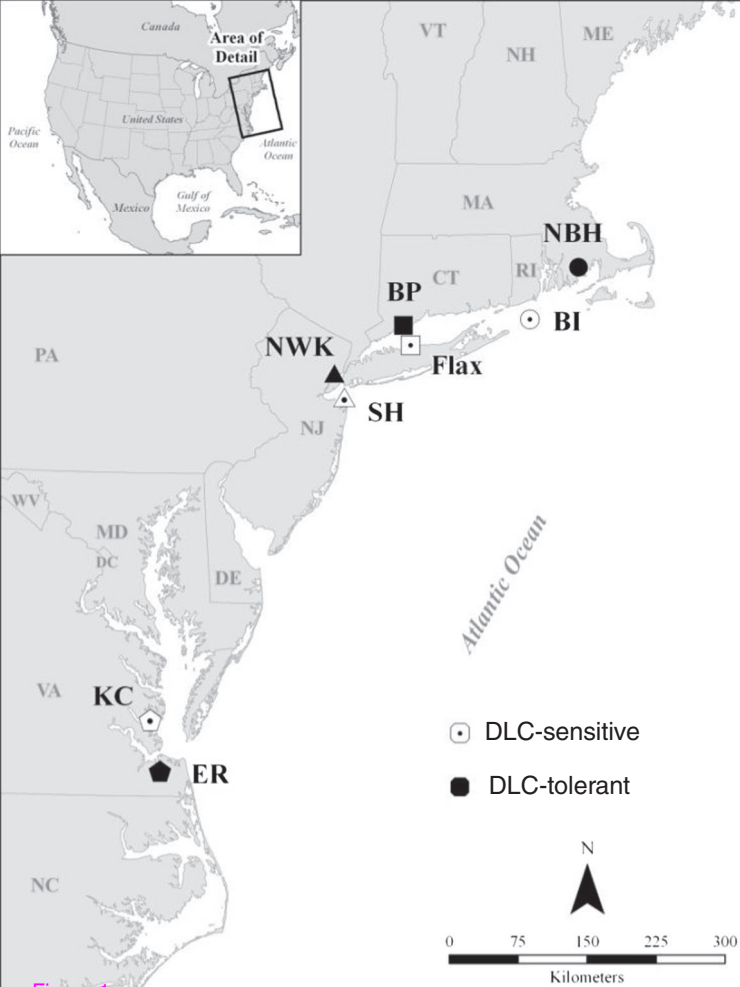 Canada
Area of
Detail
United States
Pacific
Ocean
Atlantic
Ocean
Gulf of
Mexico
Mexico
VT
NH
ME
MA
NBH
CT
RI
BP
BI
NWK
Flax
PA
SH
NJ
WV
MD
DC
DE
Atlantic Ocean
VA
KC
DLC-sensitive
ER
DLC-tolerant
N
NC
0 75 150 225 300
Kilometers